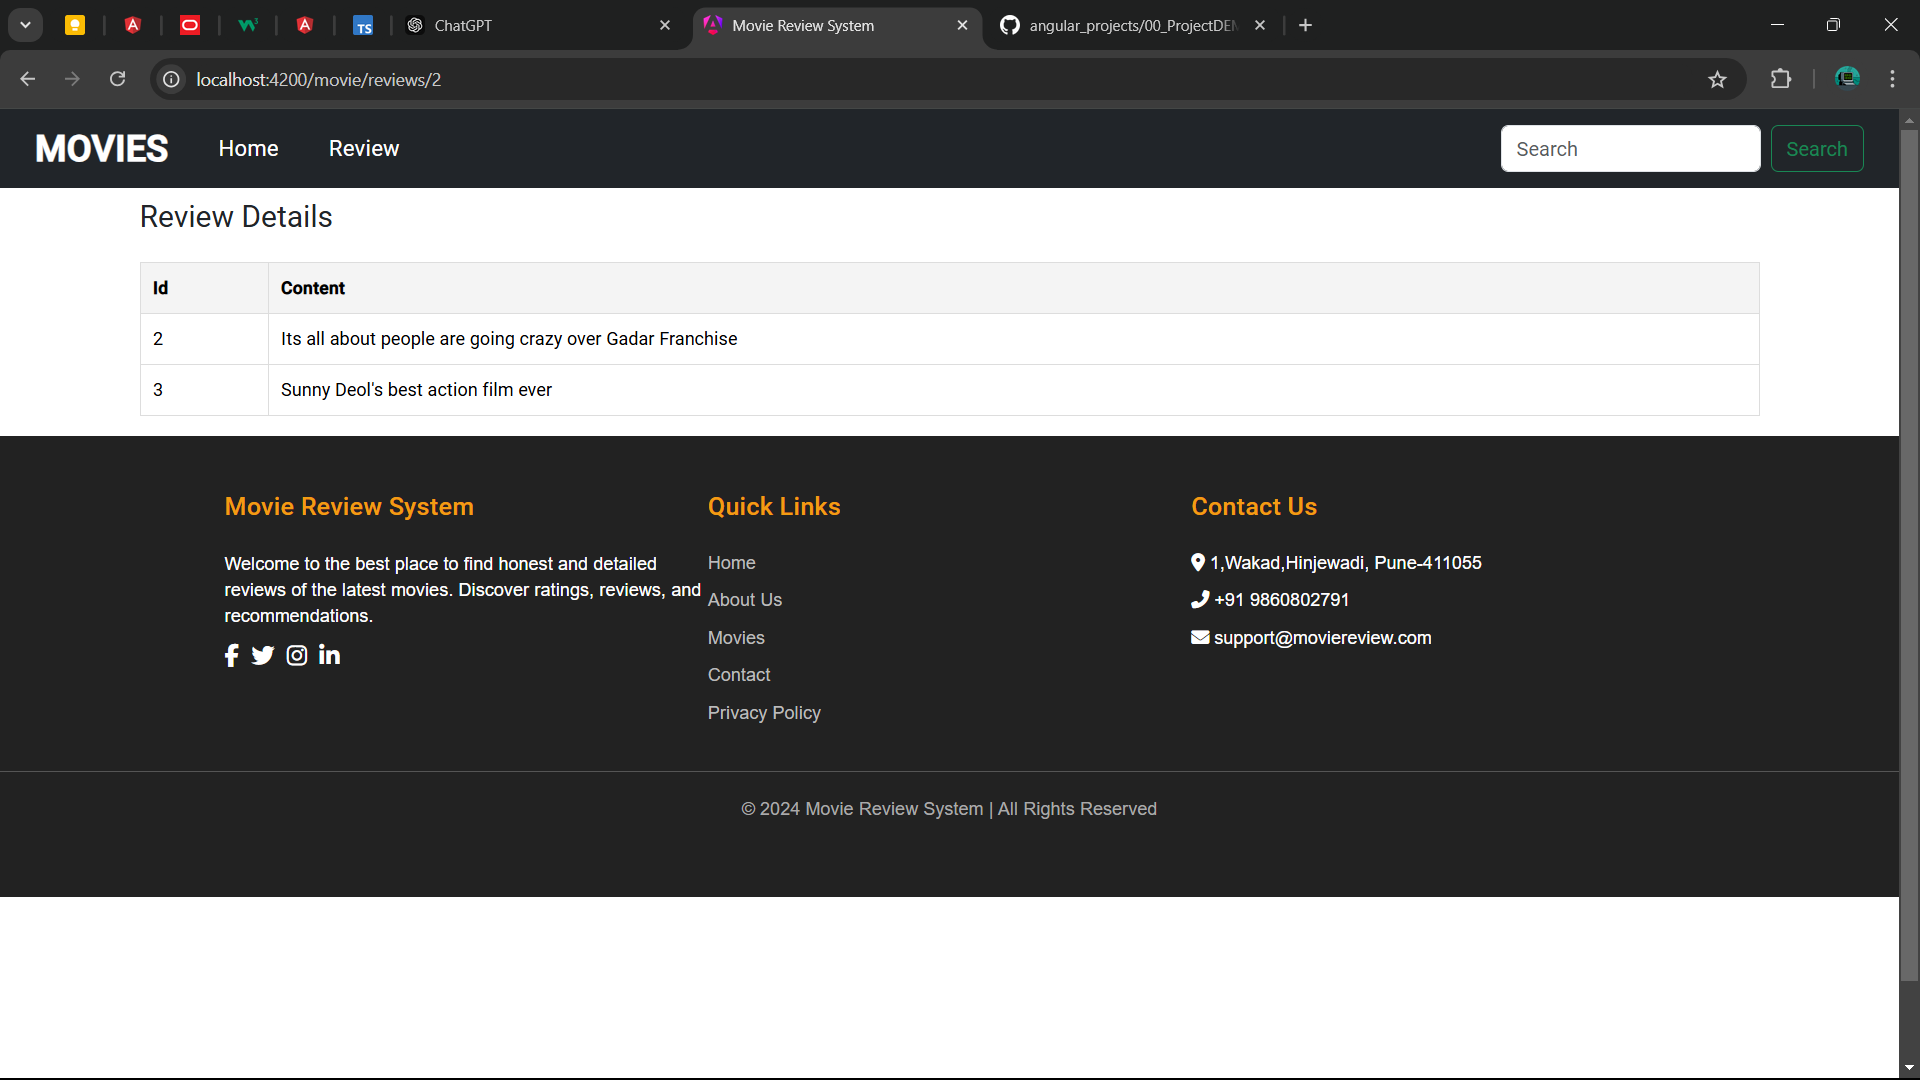 ChatGPT
Movie Review System
angular_projects/00_ProjectDEM
localhost:4200/movie/reviews/2
MOVIES
Home
Review
Search
Search
Review Details
Id Content
2 Its all about people are going crazy over Gadar Franchise
3 Sunny Deol's best action film ever
Movie Review System
Welcome to the best place to find honest and detailed
reviews of the latest movies. Discover ratings, reviews, and
recommendations.
Quick Links
Home
About Us
Movies
Contact
Privacy Policy
Contact Us
1,Wakad,Hinjewadi, Pune-411055
+91 9860802791
support@moviereview.com
© 2024 Movie Review System | All Rights Reserved